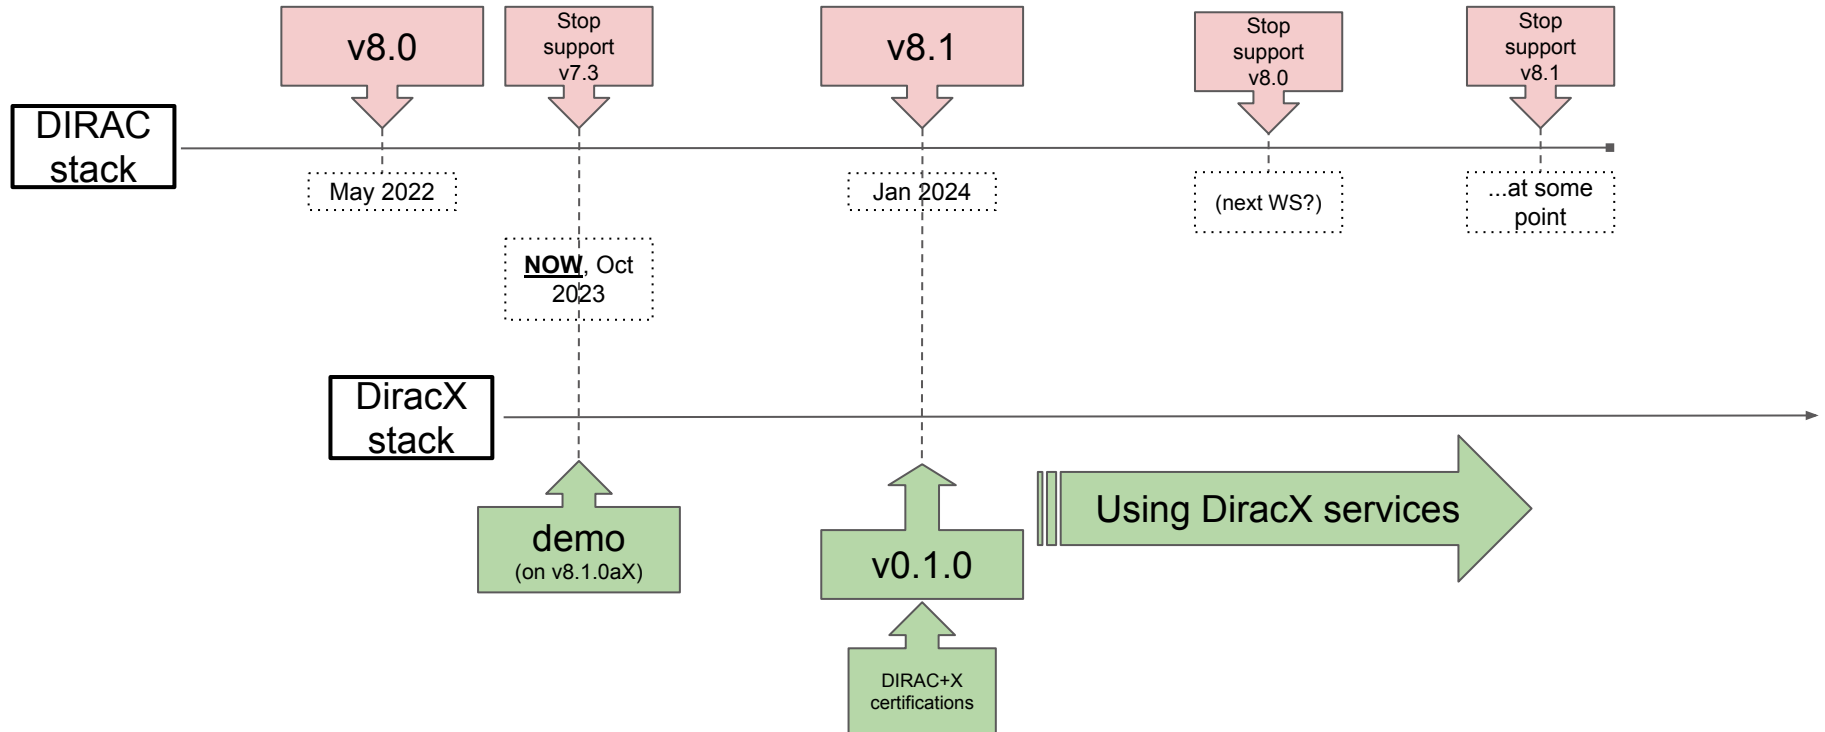 v8.0
Stop
support
v7.3
v8.1
Stop
support
v8.0
Stop
support
v8.1
DIRAC
stack
May 2022
Jan 2024
(next WS?)
...at some
point
NOW, Oct
2023
DiracX
stack
demo
(on v8.1.0aX)
v0.1.0
Using DiracX services
DIRAC+X
certifications